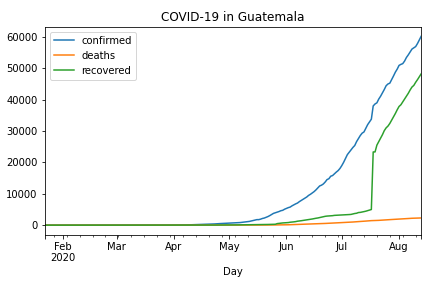 COVID-19 in Guatemala
confirmed
deaths
recovered
60000
50000
40000
30000
20000
10000
0
Feb Mar Apr May Jun Jul Aug
2020
Day